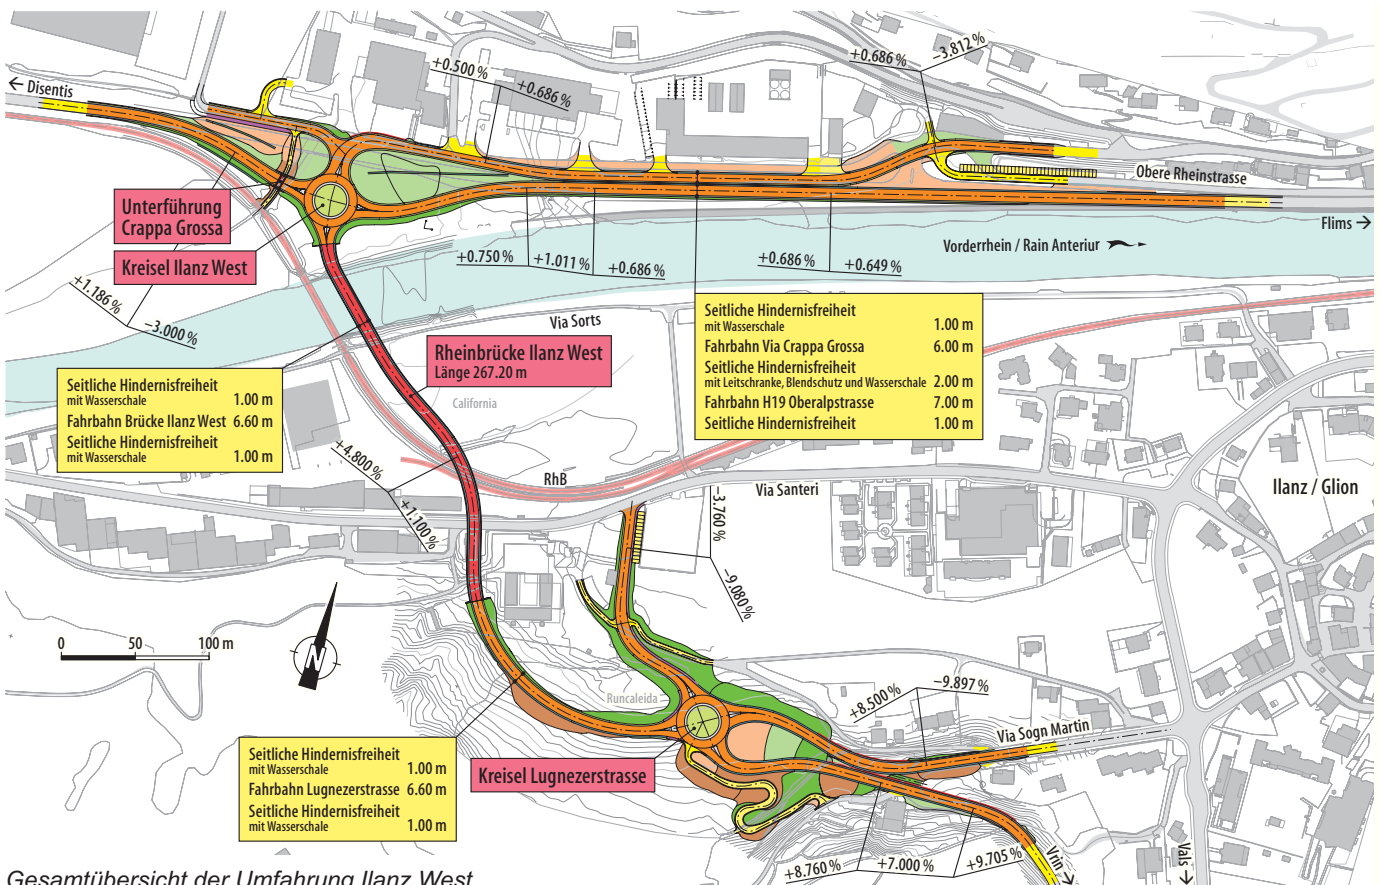 ← Disentis
+0.500 %
+0.686 %
+0.686 %
−3.812 %
Obere Rheinstrasse
Flims →
Unterführung
Crappa Grossa
Kreisel Ilanz West
+1.186 %
−3.000 %
+0.750 %
+1.011 %
+0.686 %
+0.686 %
+0.649 %
Vorderrhein / Rain Anteriur
Via Sorts
Rheinbrücke Ilanz West
Länge 267.20 m
California
Seitliche Hindernisfreiheit
mit Wasserschale 1.00 m
Fahrbahn Via Crappa Grossa 6.00 m
Seitliche Hindernisfreiheit
mit Leitschranke, Blendschutz und Wasserschale 2.00 m
Fahrbahn H19 Oberalpstrasse 7.00 m
Seitliche Hindernisfreiheit 1.00 m
Seitliche Hindernisfreiheit
mit Wasserschale 1.00 m
Fahrbahn Brücke Ilanz West 6.60 m
Seitliche Hindernisfreiheit
mit Wasserschale 1.00 m
+4.800 %
+1.100 %
RhB
Via Santeri
Ilanz / Glion
−3.760 %
−9.080 %
0 50 100 m
N
Runcaleida
+8.500 %
−9.897 %
Via Sogn Martin
Seitliche Hindernisfreiheit
mit Wasserschale 1.00 m
Fahrbahn Lugnezerstrasse 6.60 m
Seitliche Hindernisfreiheit
mit Wasserschale 1.00 m
Kreisel Lugnezerstrasse
+8.760 %
+7.000 %
+9.705 %
Vrin →
Vals →
Gesamtübersicht der Umfahrung Ilanz West